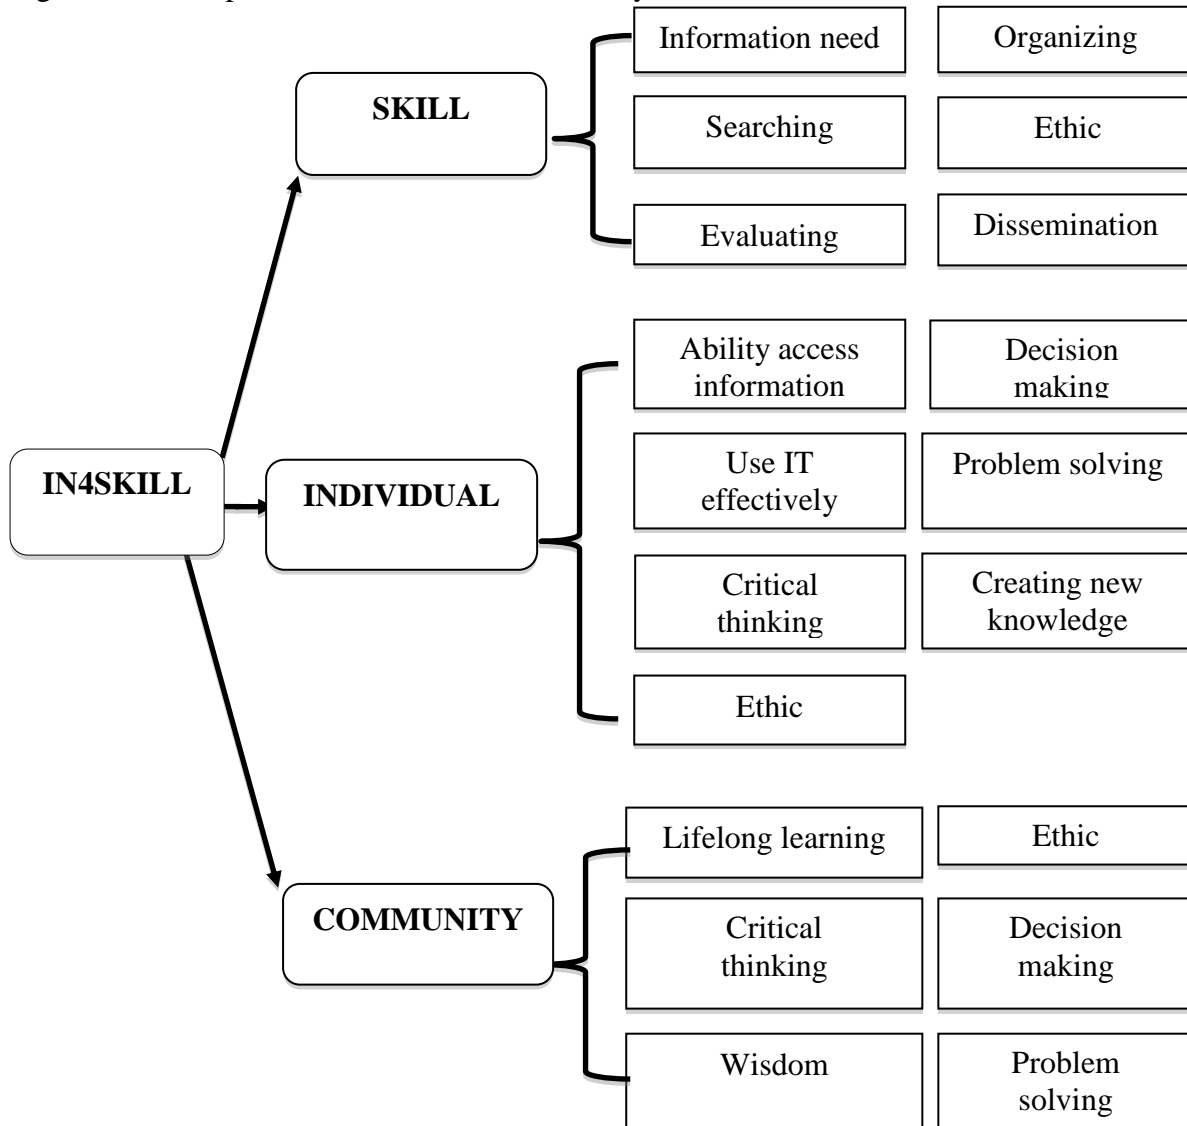 Information need
Organizing
SKILL
Searching
Ethic
Evaluating
Dissemination
Ability access
information
Decision
making
IN4SKILL
INDIVIDUAL
Use IT
effectively
Problem solving
Critical
thinking
Creating new
knowledge
Ethic
Lifelong learning
Ethic
COMMUNITY
Critical
thinking
Decision
making
Wisdom
Problem
solving